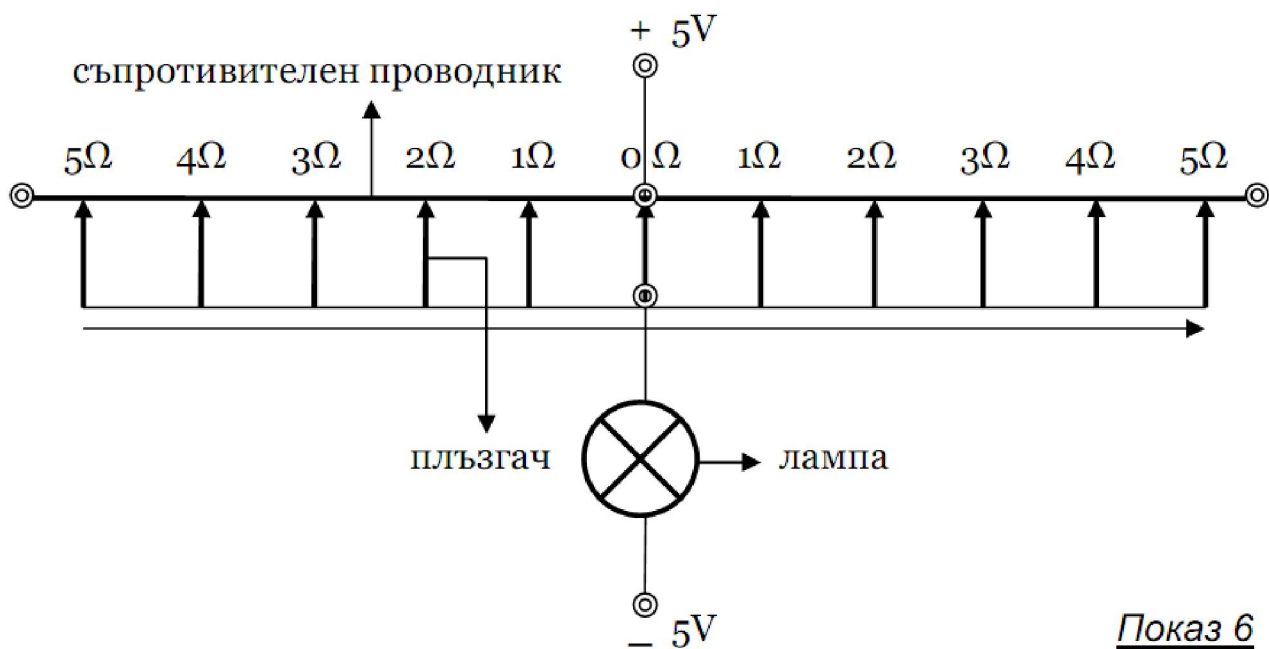 + 5V
съпротивителен проводник
5Ω 4Ω 3Ω 2Ω 1Ω 0 Ω 1Ω 2Ω 3Ω 4Ω 5Ω
плъзгач
лампа
– 5V
Показ 6